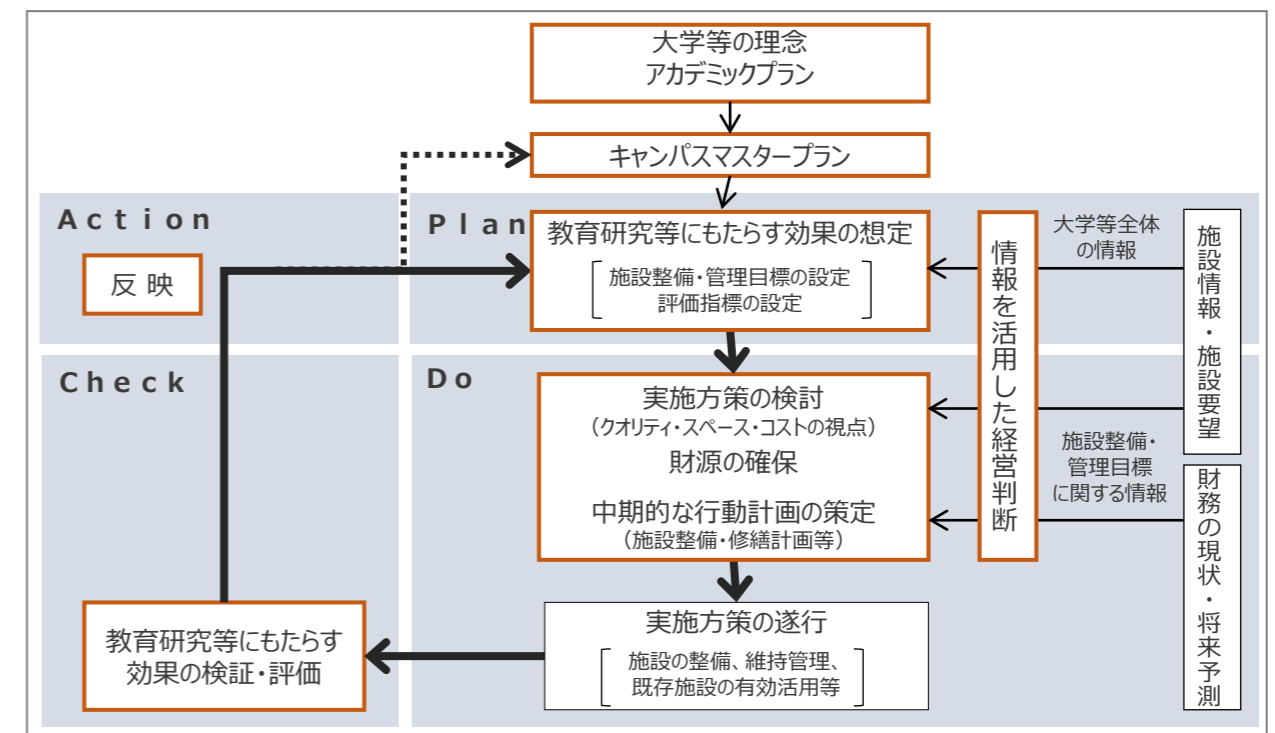 大学等の理念
アカデミックプラン
キャンパスマスタープラン
Action
反 映
Plan
教育研究等にもたらす効果の想定
施設整備・管理目標の設定
評価指標の設定
情報を活用した経営判断
大学等全体
の情報
施設情報・施設要望
Check
Do
実施方策の検討
（クオリティ・スペース・コストの視点）
財源の確保
中期的な行動計画の策定
（施設整備・修繕計画等）
施設整備・
管理目標
に関する情報
財務の現状・将来予測
教育研究等にもたらす
効果の検証・評価
実施方策の遂行
施設の整備、維持管理、
既存施設の有効活用等